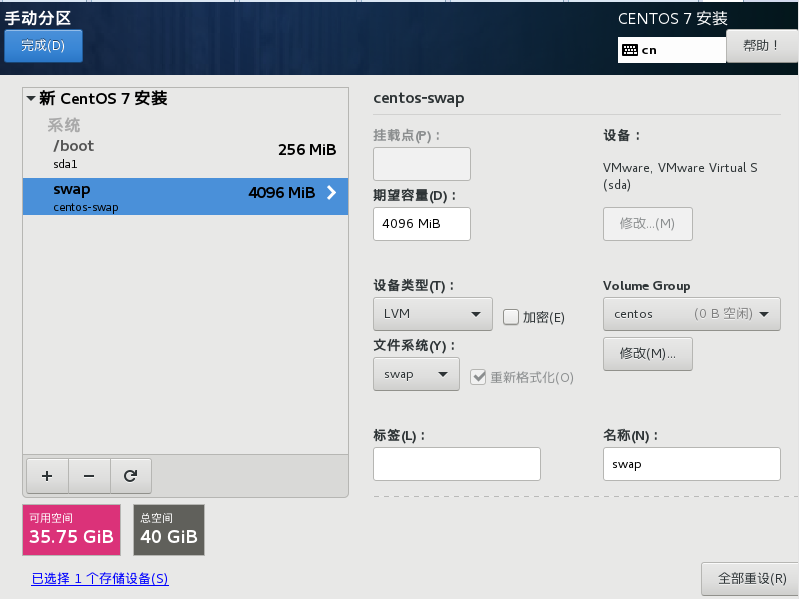 手动分区
CENTOS 7 安装
完成(D)
cn
帮助！
新 CentOS 7 安装
系统
/boot
256 MiB
sda1
swap
4096 MiB
centos-swap
centos-swap
挂载点(P)：
设备：
VMware, VMware Virtual S
(sda)
期望容量(D)：
4096 MiB
修改...(M)
设备类型(T)：
Volume Group
LVM
加密(E)
centos
(0 B 空闲)
文件系统(Y)：
修改(M)...
swap
重新格式化(O)
标签(L)：
名称(N)：
swap
+
−
可用空间
35.75 GiB
总空间
40 GiB
已选择 1 个存储设备(S)
全部重设(R)